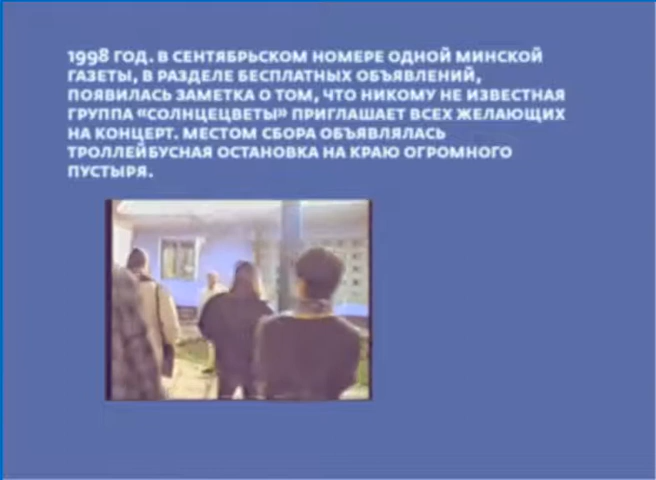 1998 ГОД. В СЕНТЯБРЬСКОМ НОМЕРЕ ОДНОЙ МИНСКОЙ
ГАЗЕТЫ, В РАЗДЕЛЕ БЕСПЛАТНЫХ ОБЪЯВЛЕНИЙ,
ПОЯВИЛАСЬ ЗАМЕТКА О ТОМ, ЧТО НИКОМУ НЕ ИЗВЕСТНАЯ
ГРУППА «СОЛНЦЕЦВЕТЫ» ПРИГЛАШАЕТ ВСЕХ ЖЕЛАЮЩИХ
НА КОНЦЕРТ. МЕСТОМ СБОРА ОБЪЯВЛЯЛАСЬ
ТРОЛЛЕЙБУСНАЯ ОСТАНОВКА НА КРАЮ ОГРОМНОГО
ПУСТЫРЯ.